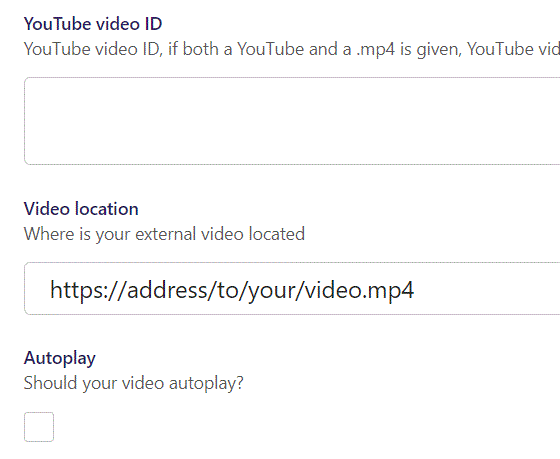 YouTube video ID
YouTube video ID, if both a YouTube and a .mp4 is given, YouTube
Video location
Where is your external video located
https://address/to/your/video.mp4
Autoplay
Should your video autoplay?